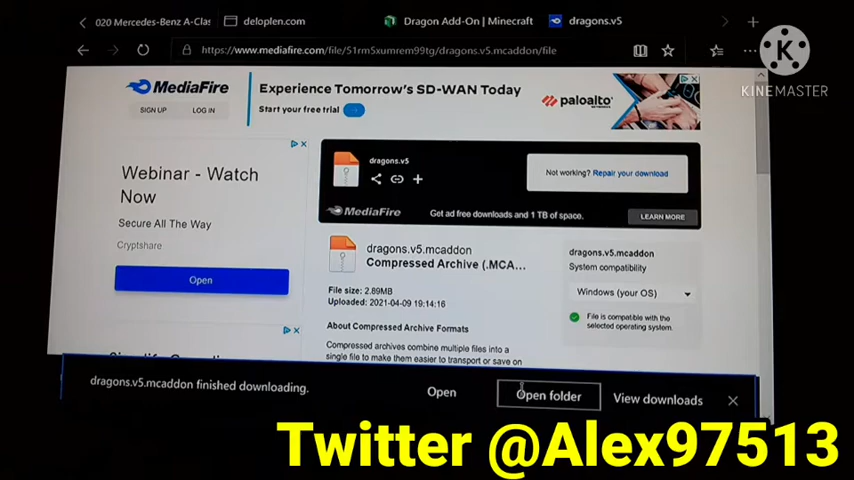 020 Mercedes-Benz A-Clas
deloplen.com
Dragon Add-On | Minecraft
dragons.v5
https://www.mediafire.com/file/51rm5xumrem99tg/dragons.v5.mcaddon/file
K
KINEMASTER
MediaFire
SIGN UP
LOG IN
Experience Tomorrow's SD-WAN Today
Start your free trial
paloalto
NETWORKS
Webinar - Watch
Now
Secure All The Way
Cryptshare
Open
dragons.v5
Not working? Repair your download
MediaFire
Get ad free downloads and 1 TB of space.
LEARN MORE
dragons.v5.mcaddon
Compressed Archive (.MCA...
File size: 2.89MB
Uploaded: 2021-04-09 19:14:16
About Compressed Archive Formats
Compressed archives combine multiple files into a
single file to make them easier to transport or save on
dragons.v5.mcaddon
System compatibility
Windows (your OS)
File is compatible with the
selected operating system.
dragons.v5.mcaddon finished downloading.
Open
Open folder
View downloads
Twitter @Alex97513